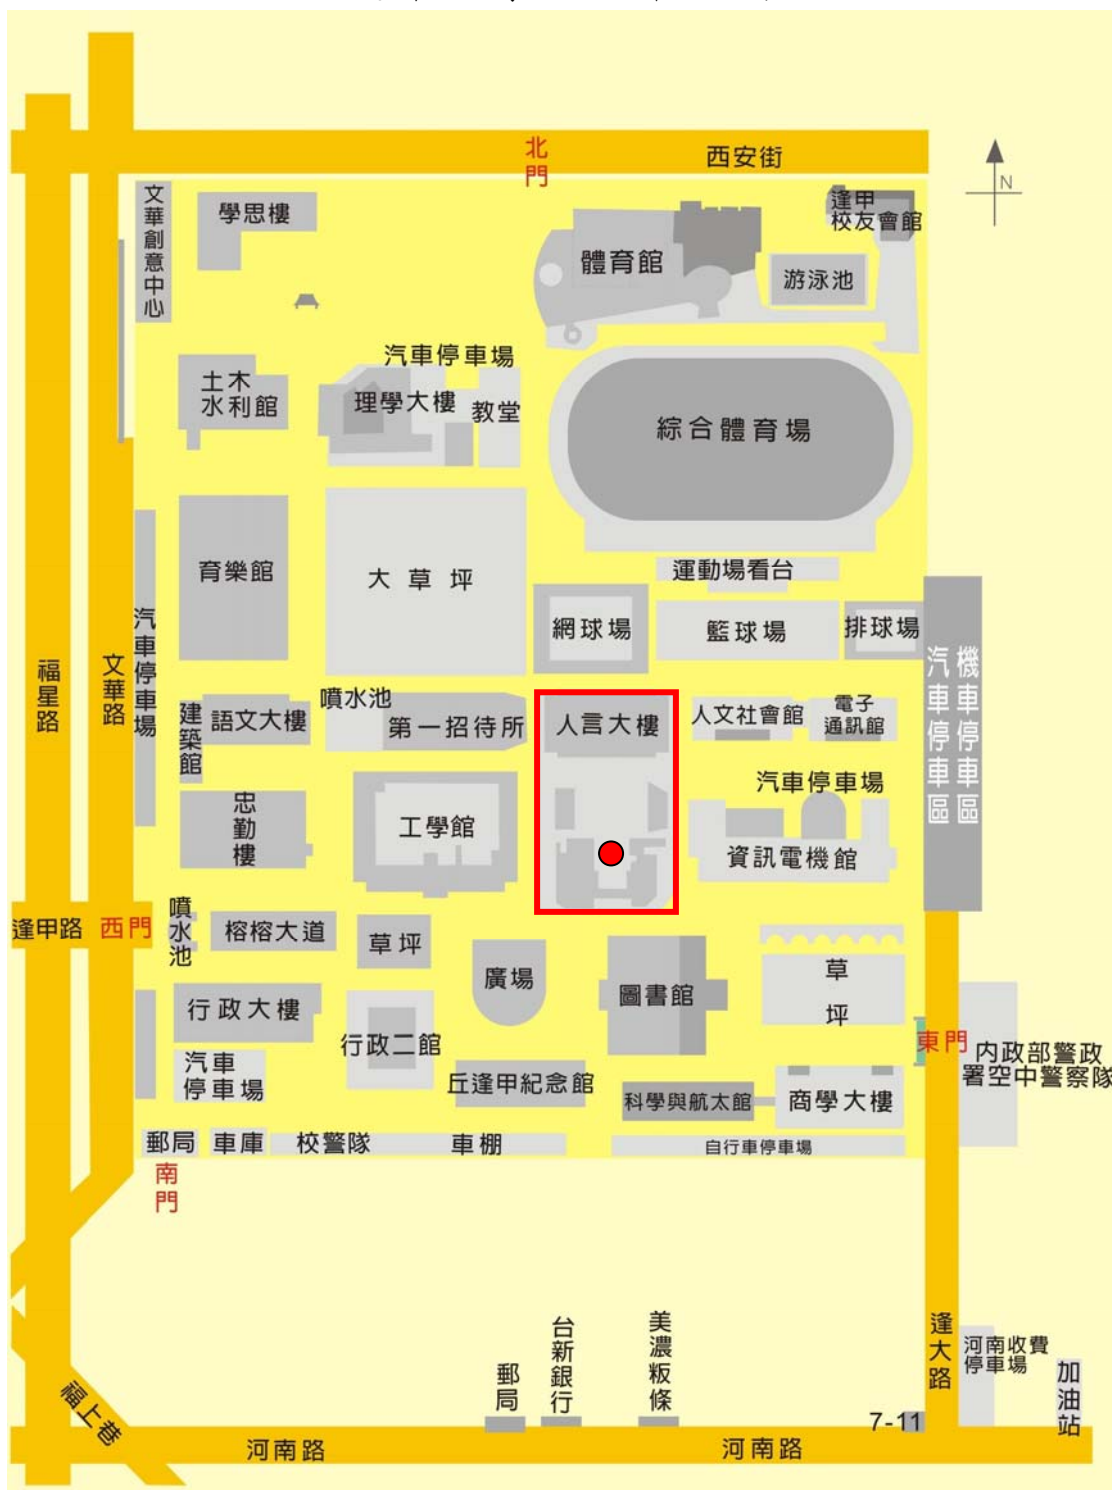 西安街
北門
N
文華創意中心
學思樓
體育館
逢甲
校友會館
游泳池
汽車停車場
土木
水利館
理學大樓
教堂
綜合體育場
育樂館
大草坪
運動場看台
網球場
籃球場
排球場
汽車停車場
福星路
文華路
機車停車區
汽車停車區
建築館
語文大樓
噴水池
第一招待所
人言大樓
人文社會館
電子
通訊館
忠勤樓
工學館
汽車停車場
資訊電機館
逢甲路
西門
噴水池
榕榕大道
草坪
廣場
圖書館
草坪
行政大樓
行政二館
東門
內政部警政
署空中警察隊
汽車
停車場
丘逢甲紀念館
科學與航太館
商學大樓
郵局
車庫
校警隊
車棚
自行車停車場
南門
逢大路
河南收費
停車場
加油站
郵局
台新銀行
美濃粄條
7-11
福上巷
河南路
河南路